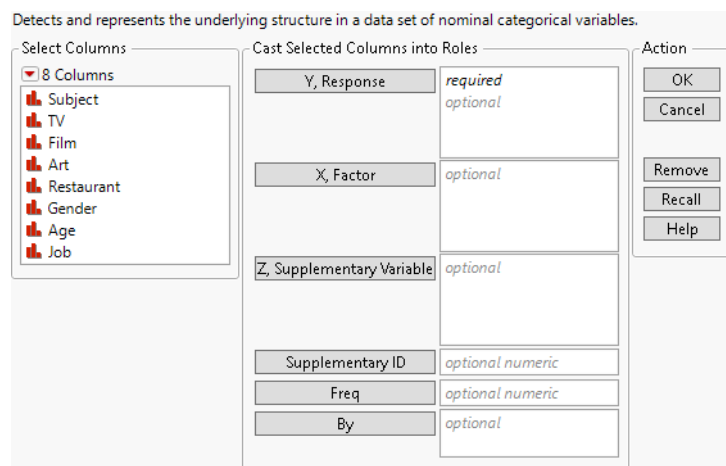 Detects and represents the underlying structure in a data set of nominal categorical variables.
Select Columns
8 Columns
Subject
TV
Film
Art
Restaurant
Gender
Age
Job
Cast Selected Columns into Roles
Y, Response
required
optional
X, Factor
optional
Z, Supplementary Variable
optional
Supplementary ID
optional numeric
Freq
optional numeric
By
optional
Action
OK
Cancel
Remove
Recall
Help